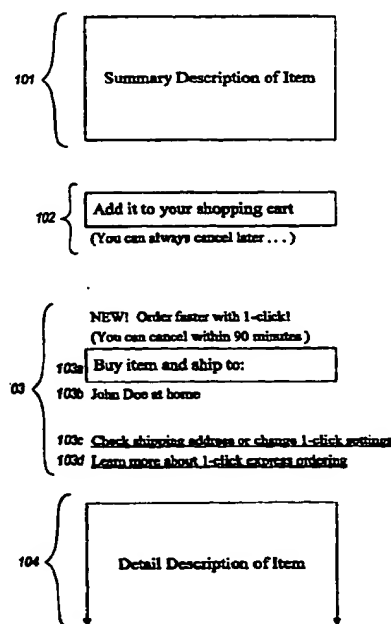 101
Summary Description of Item
102
Add it to your shopping cart
(You can always cancel later . . . )
NEW! Order faster with 1-click!
(You can cancel within 90 minutes )
103a
Buy item and ship to:
03
103b John Doe at home
103c Check shipping address or change 1-click settings
103d Learn more about 1-click express ordering
104
Detail Description of Item